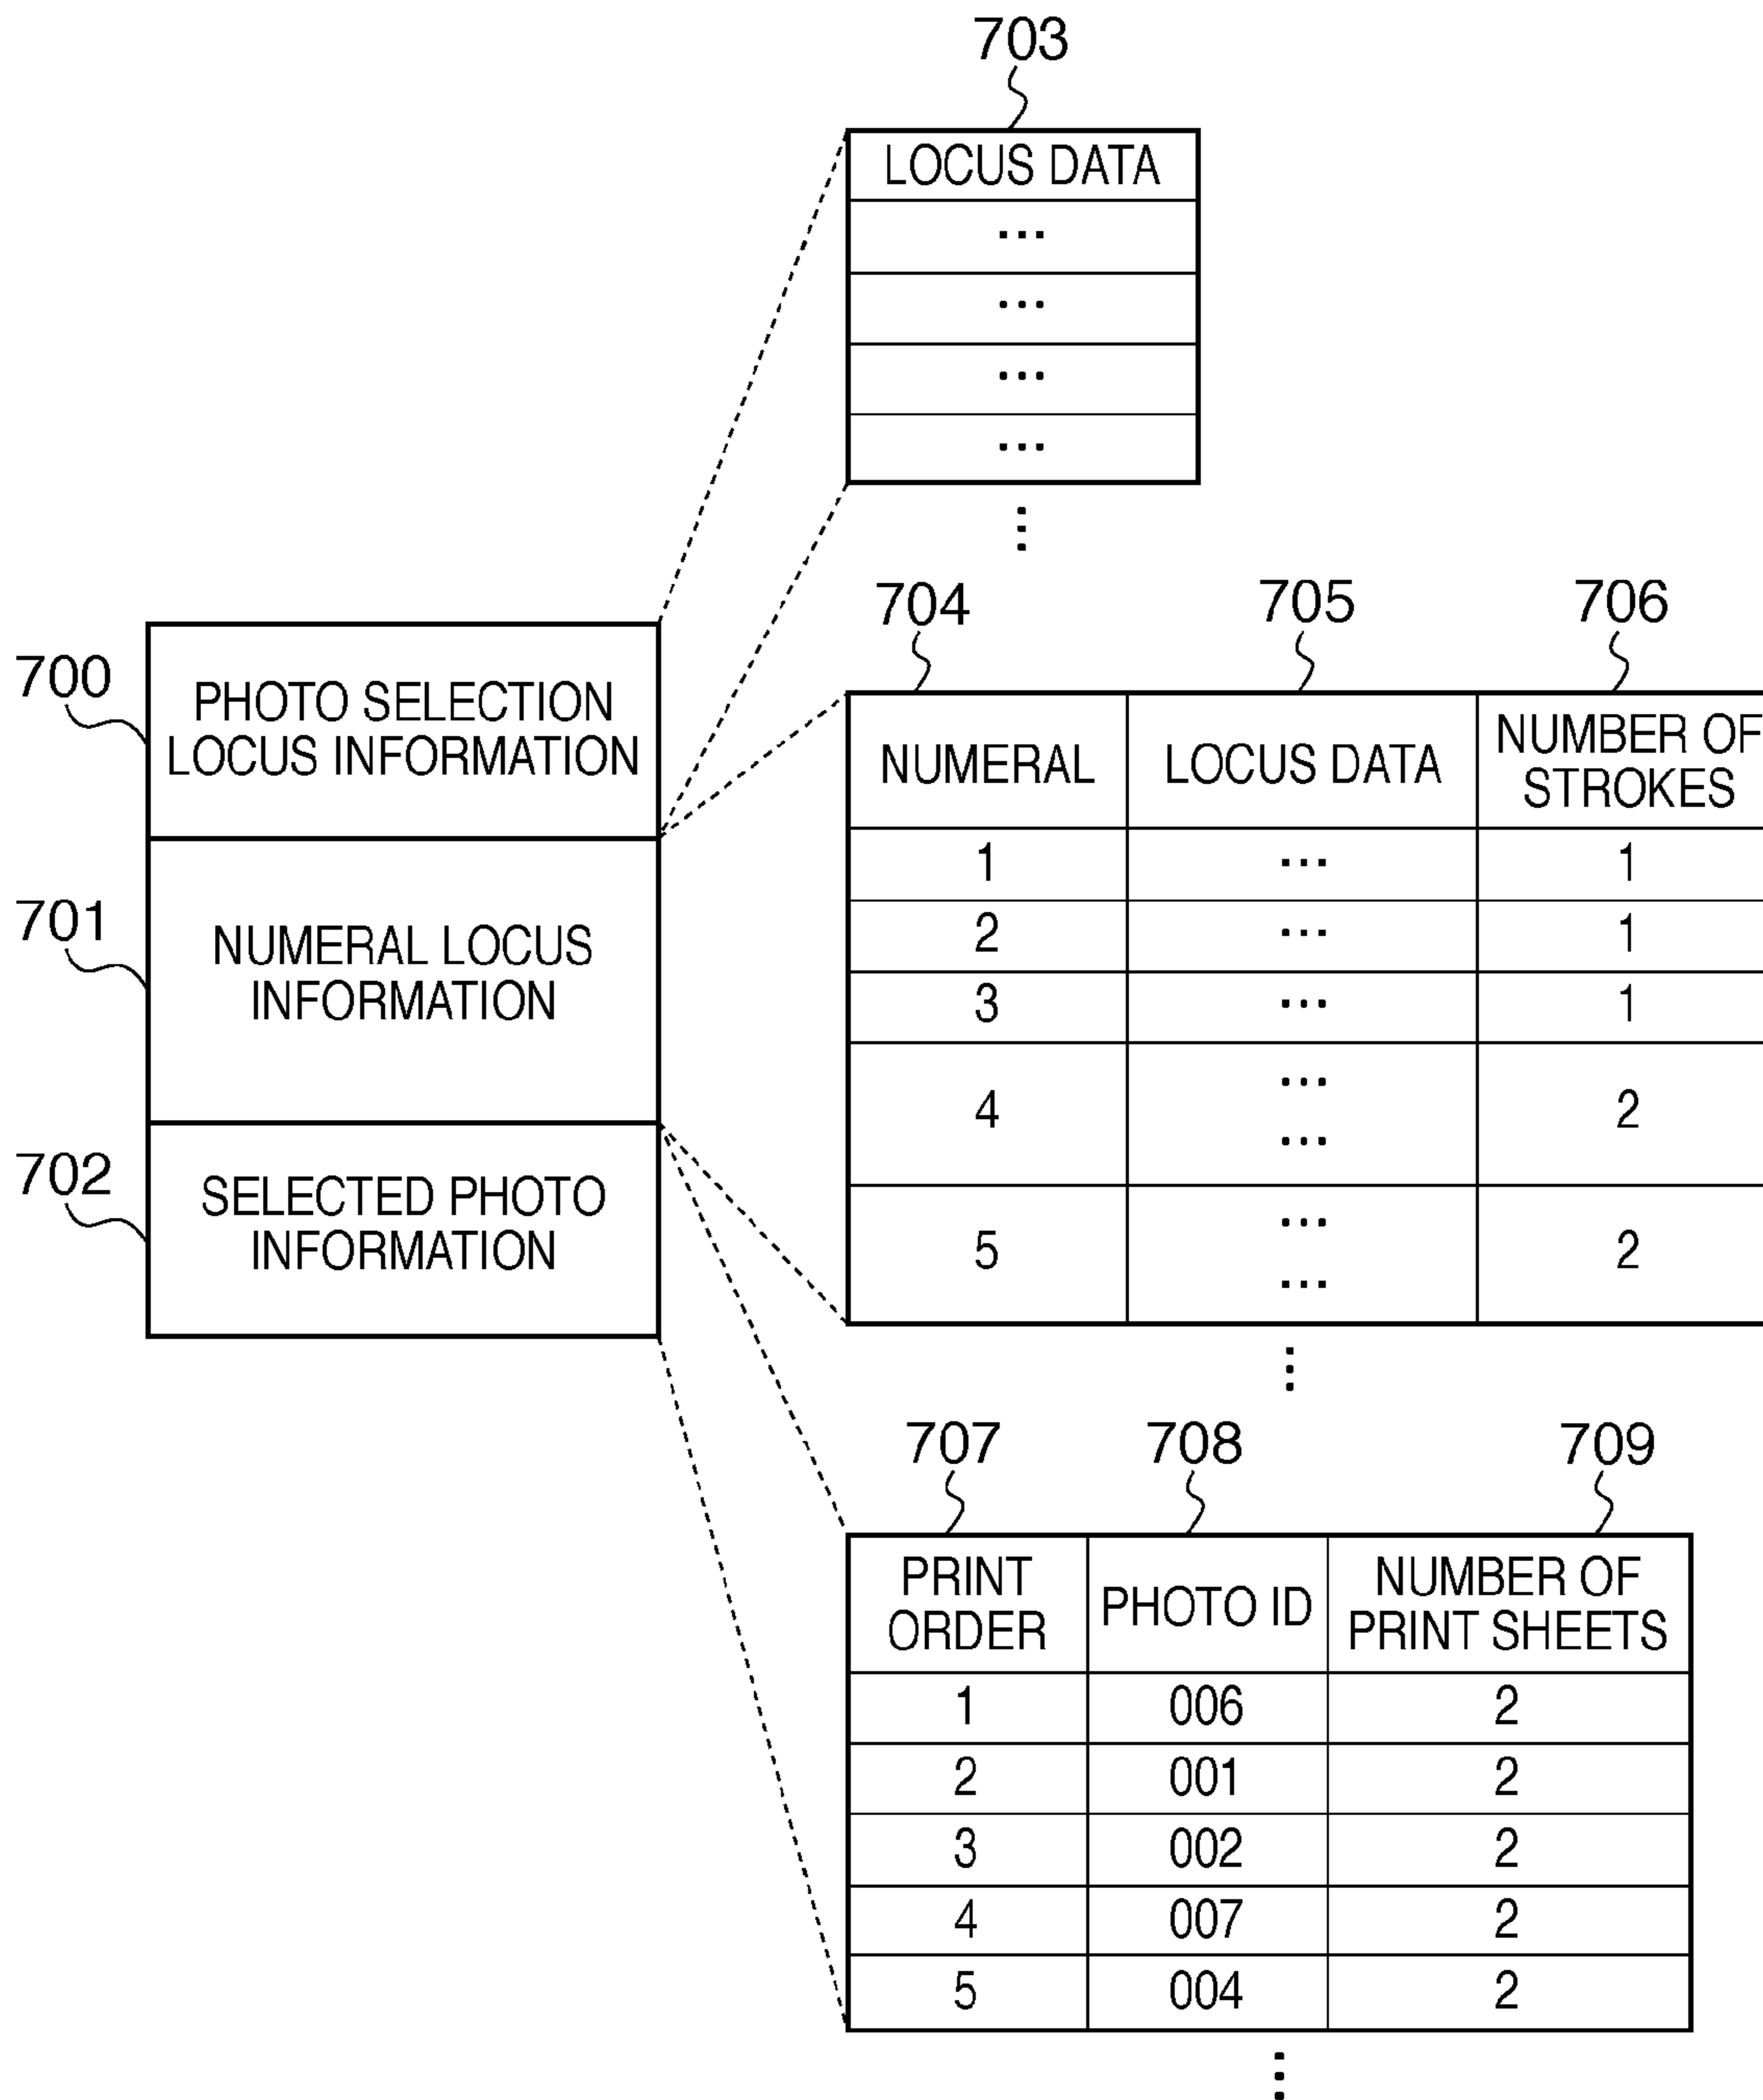 703
LOCUS DATA
...
...
...
...
704 705 706
700
PHOTO SELECTION
LOCUS INFORMATION
701
NUMERAL LOCUS
INFORMATION
702
SELECTED PHOTO
INFORMATION
NUMERAL LOCUS DATA NUMBER OF
STROKES
1 ... 1
2 ... 1
3 ... 1
4 ... 2
...
5 ... 2
...
707 708 709
PRINT
ORDER PHOTO ID NUMBER OF
PRINT SHEETS
1 006 2
2 001 2
3 002 2
4 007 2
5 004 2